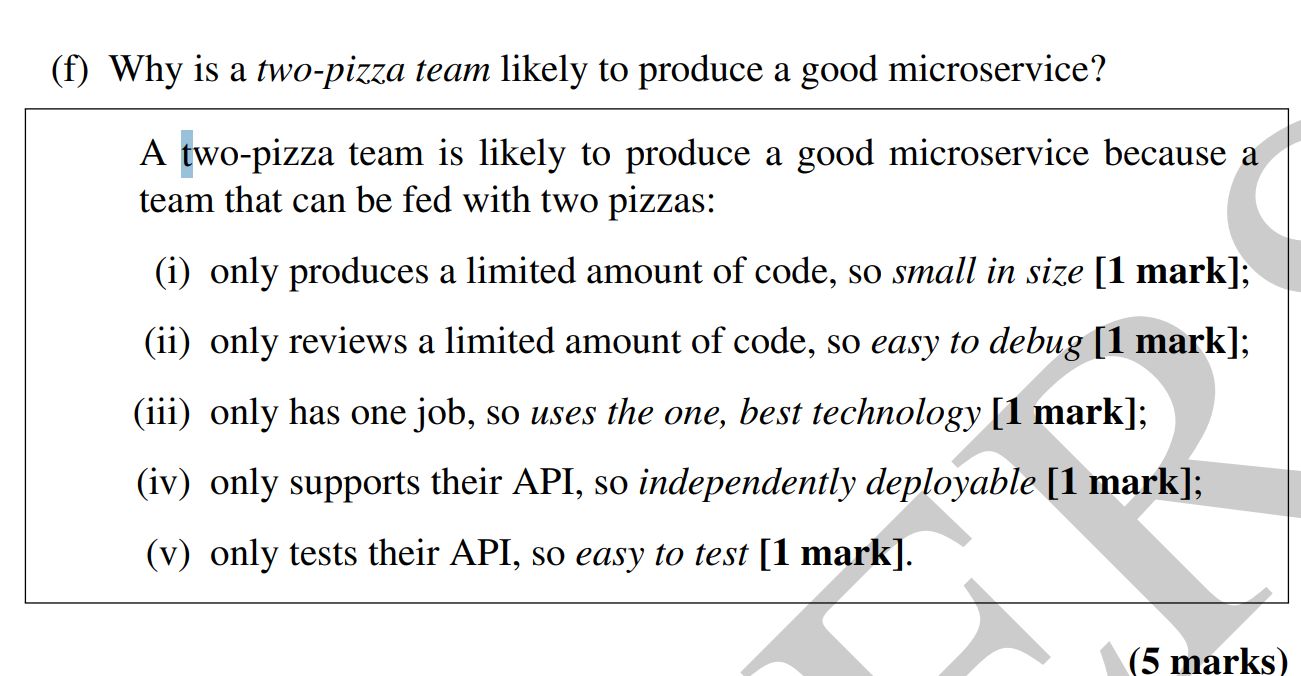 (f) Why is a two-pizza team likely to produce a good microservice?
A two-pizza team is likely to produce a good microservice because a
team that can be fed with two pizzas:
(i) only produces a limited amount of code, so small in size [1 mark];
(ii) only reviews a limited amount of code, so easy to debug [1 mark];
(iii) only has one job, so uses the one, best technology [1 mark];
(iv) only supports their API, so independently deployable [1 mark];
(v) only tests their API, so easy to test [1 mark].
(5 marks)